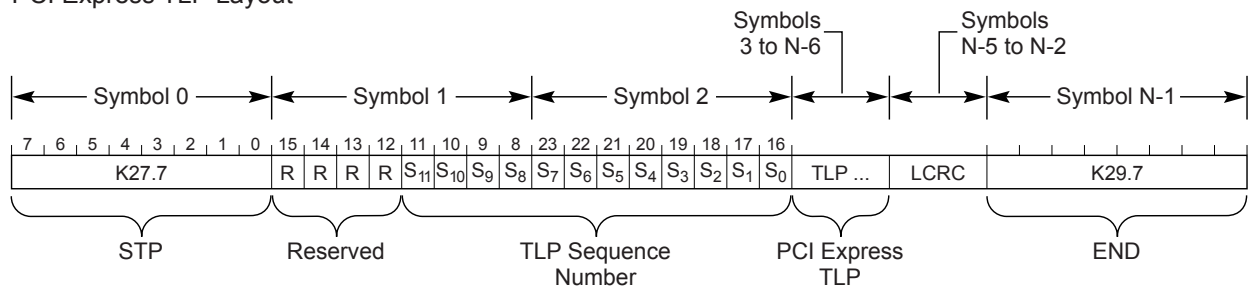 PCI Express TLP Layout
Symbols
3 to N-6
Symbols
N-5 to N-2
Symbol 0
Symbol 1
Symbol 2
Symbol N-1
7 6 5 4 3 2 1 0 15 14 13 12 11 10 9 8 23 22 21 20 19 18 17 16
K27.7 R R R R S11 S10 S9 S8 S7 S6 S5 S4 S3 S2 S1 S0 TLP ... LCRC K29.7
STP
Reserved
TLP Sequence
Number
PCI Express
TLP
END